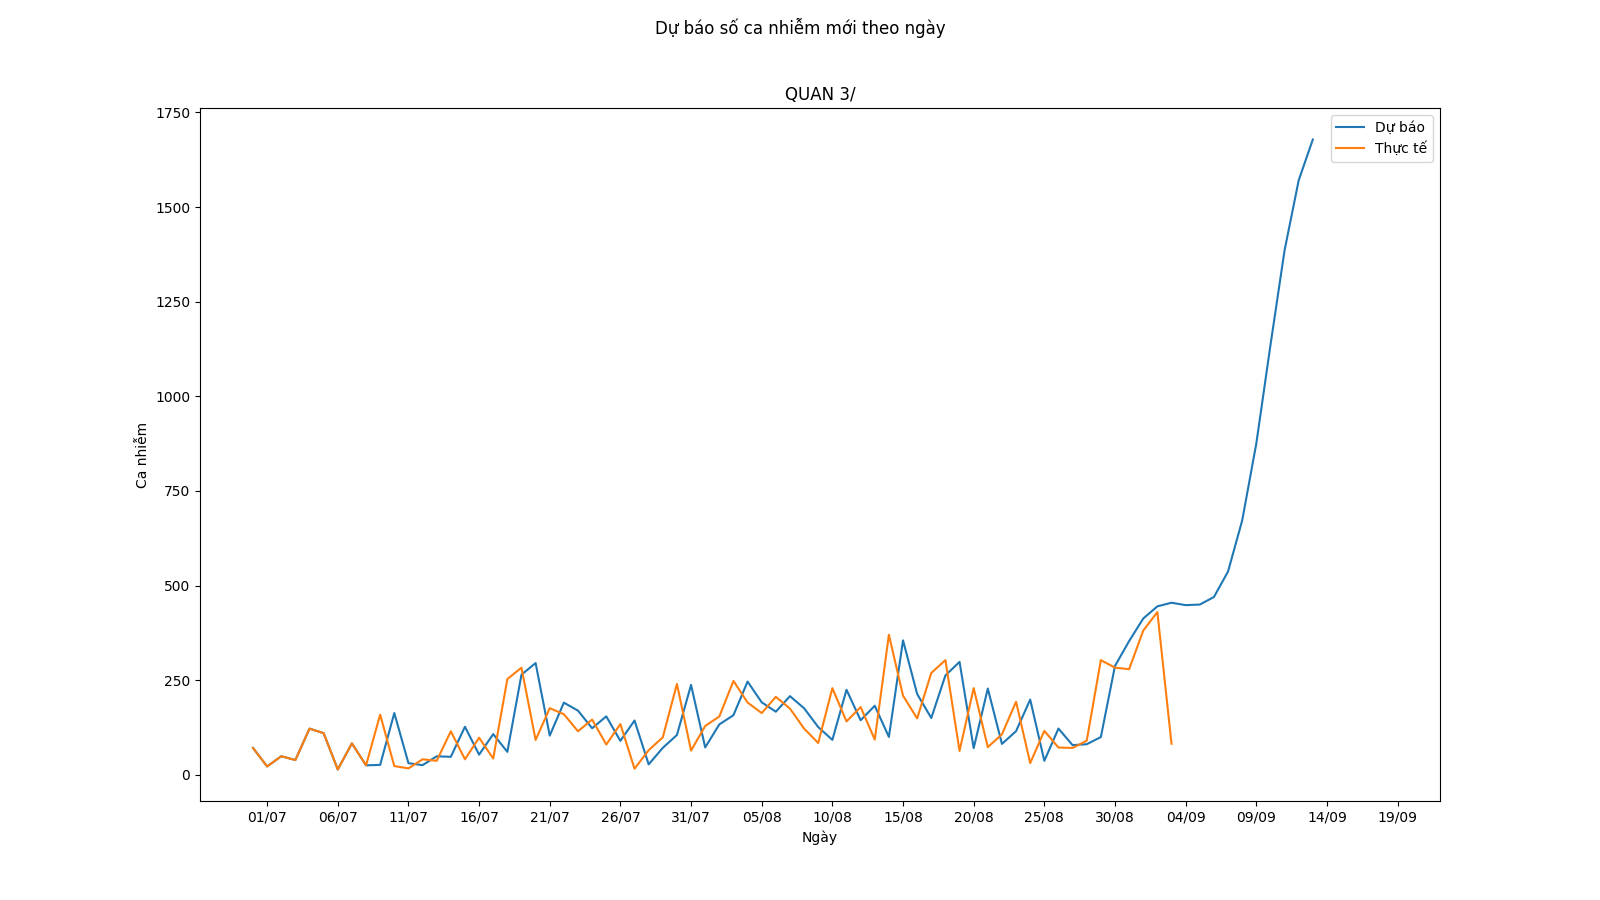 Dự báo số ca nhiễm mới theo ngày
QUAN 3/
Dự báo
Thực tế
1750
1500
1250
1000
750
500
250
0
Ca nhiễm
01/07 06/07 11/07 16/07 21/07 26/07 31/07 05/08 10/08 15/08 20/08 25/08 30/08 04/09 09/09 14/09 19/09
Ngày